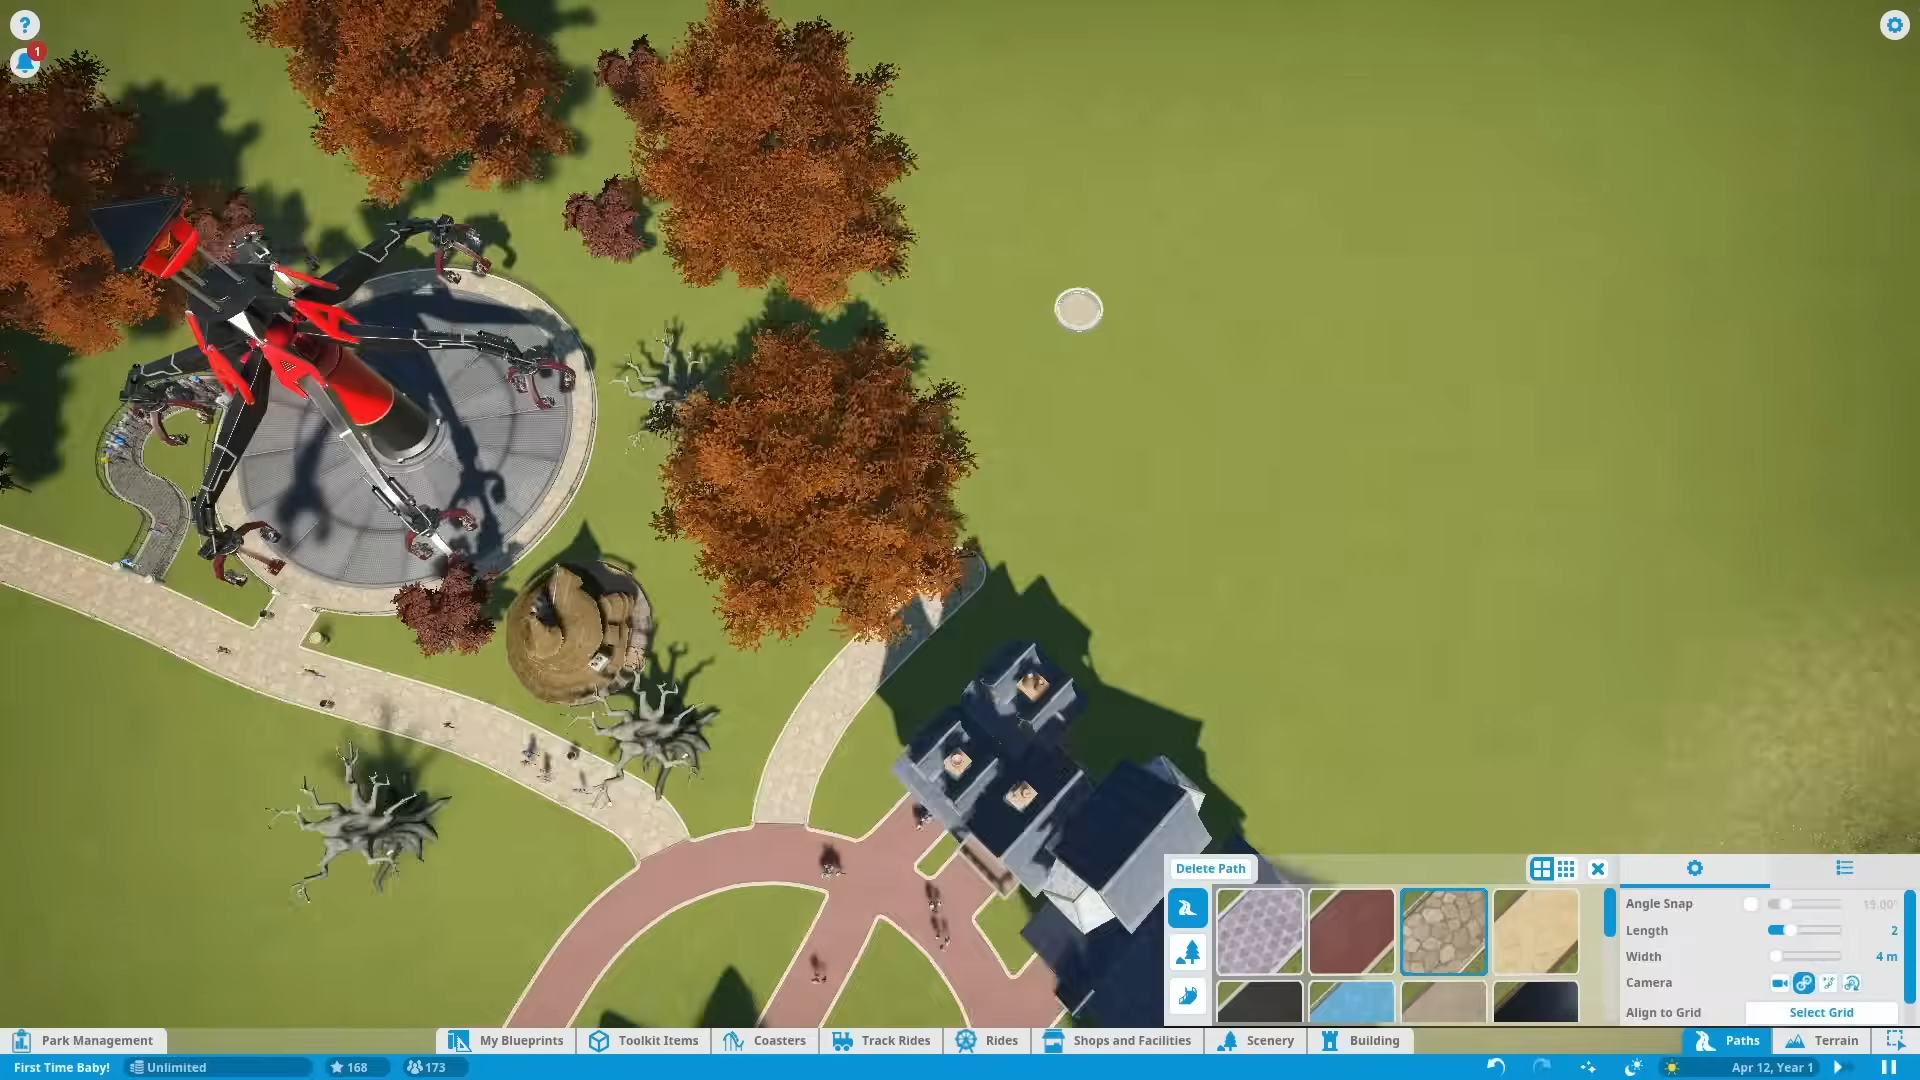 ?
1
Delete Path
Angle Snap 19.00°
Length 2
Width 4 m
Camera
Align to Grid Select Grid
Park Management My Blueprints Toolkit Items Coasters Track Rides Rides Shops and Facilities Scenery Building Paths Terrain
First Time Baby! Unlimited 168 173 Apr 12, Year 1